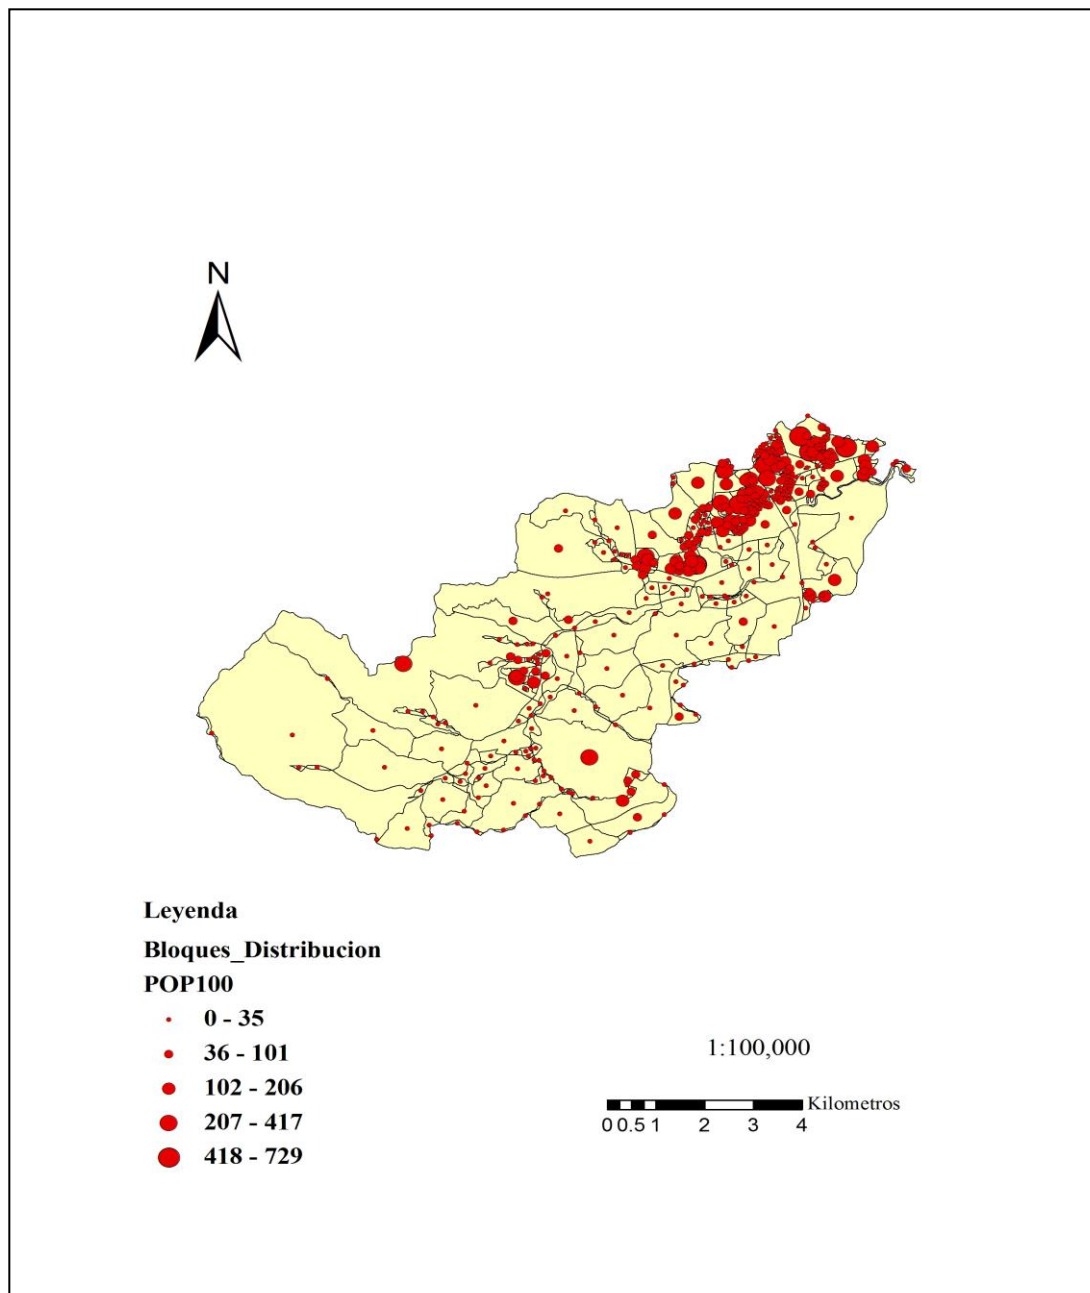 N
Leyenda
Bloques_Distribucion
POP100
0 - 35
36 - 101
102 - 206
207 - 417
418 - 729
1:100,000
Kilometros
0 0.5 1 2 3 4